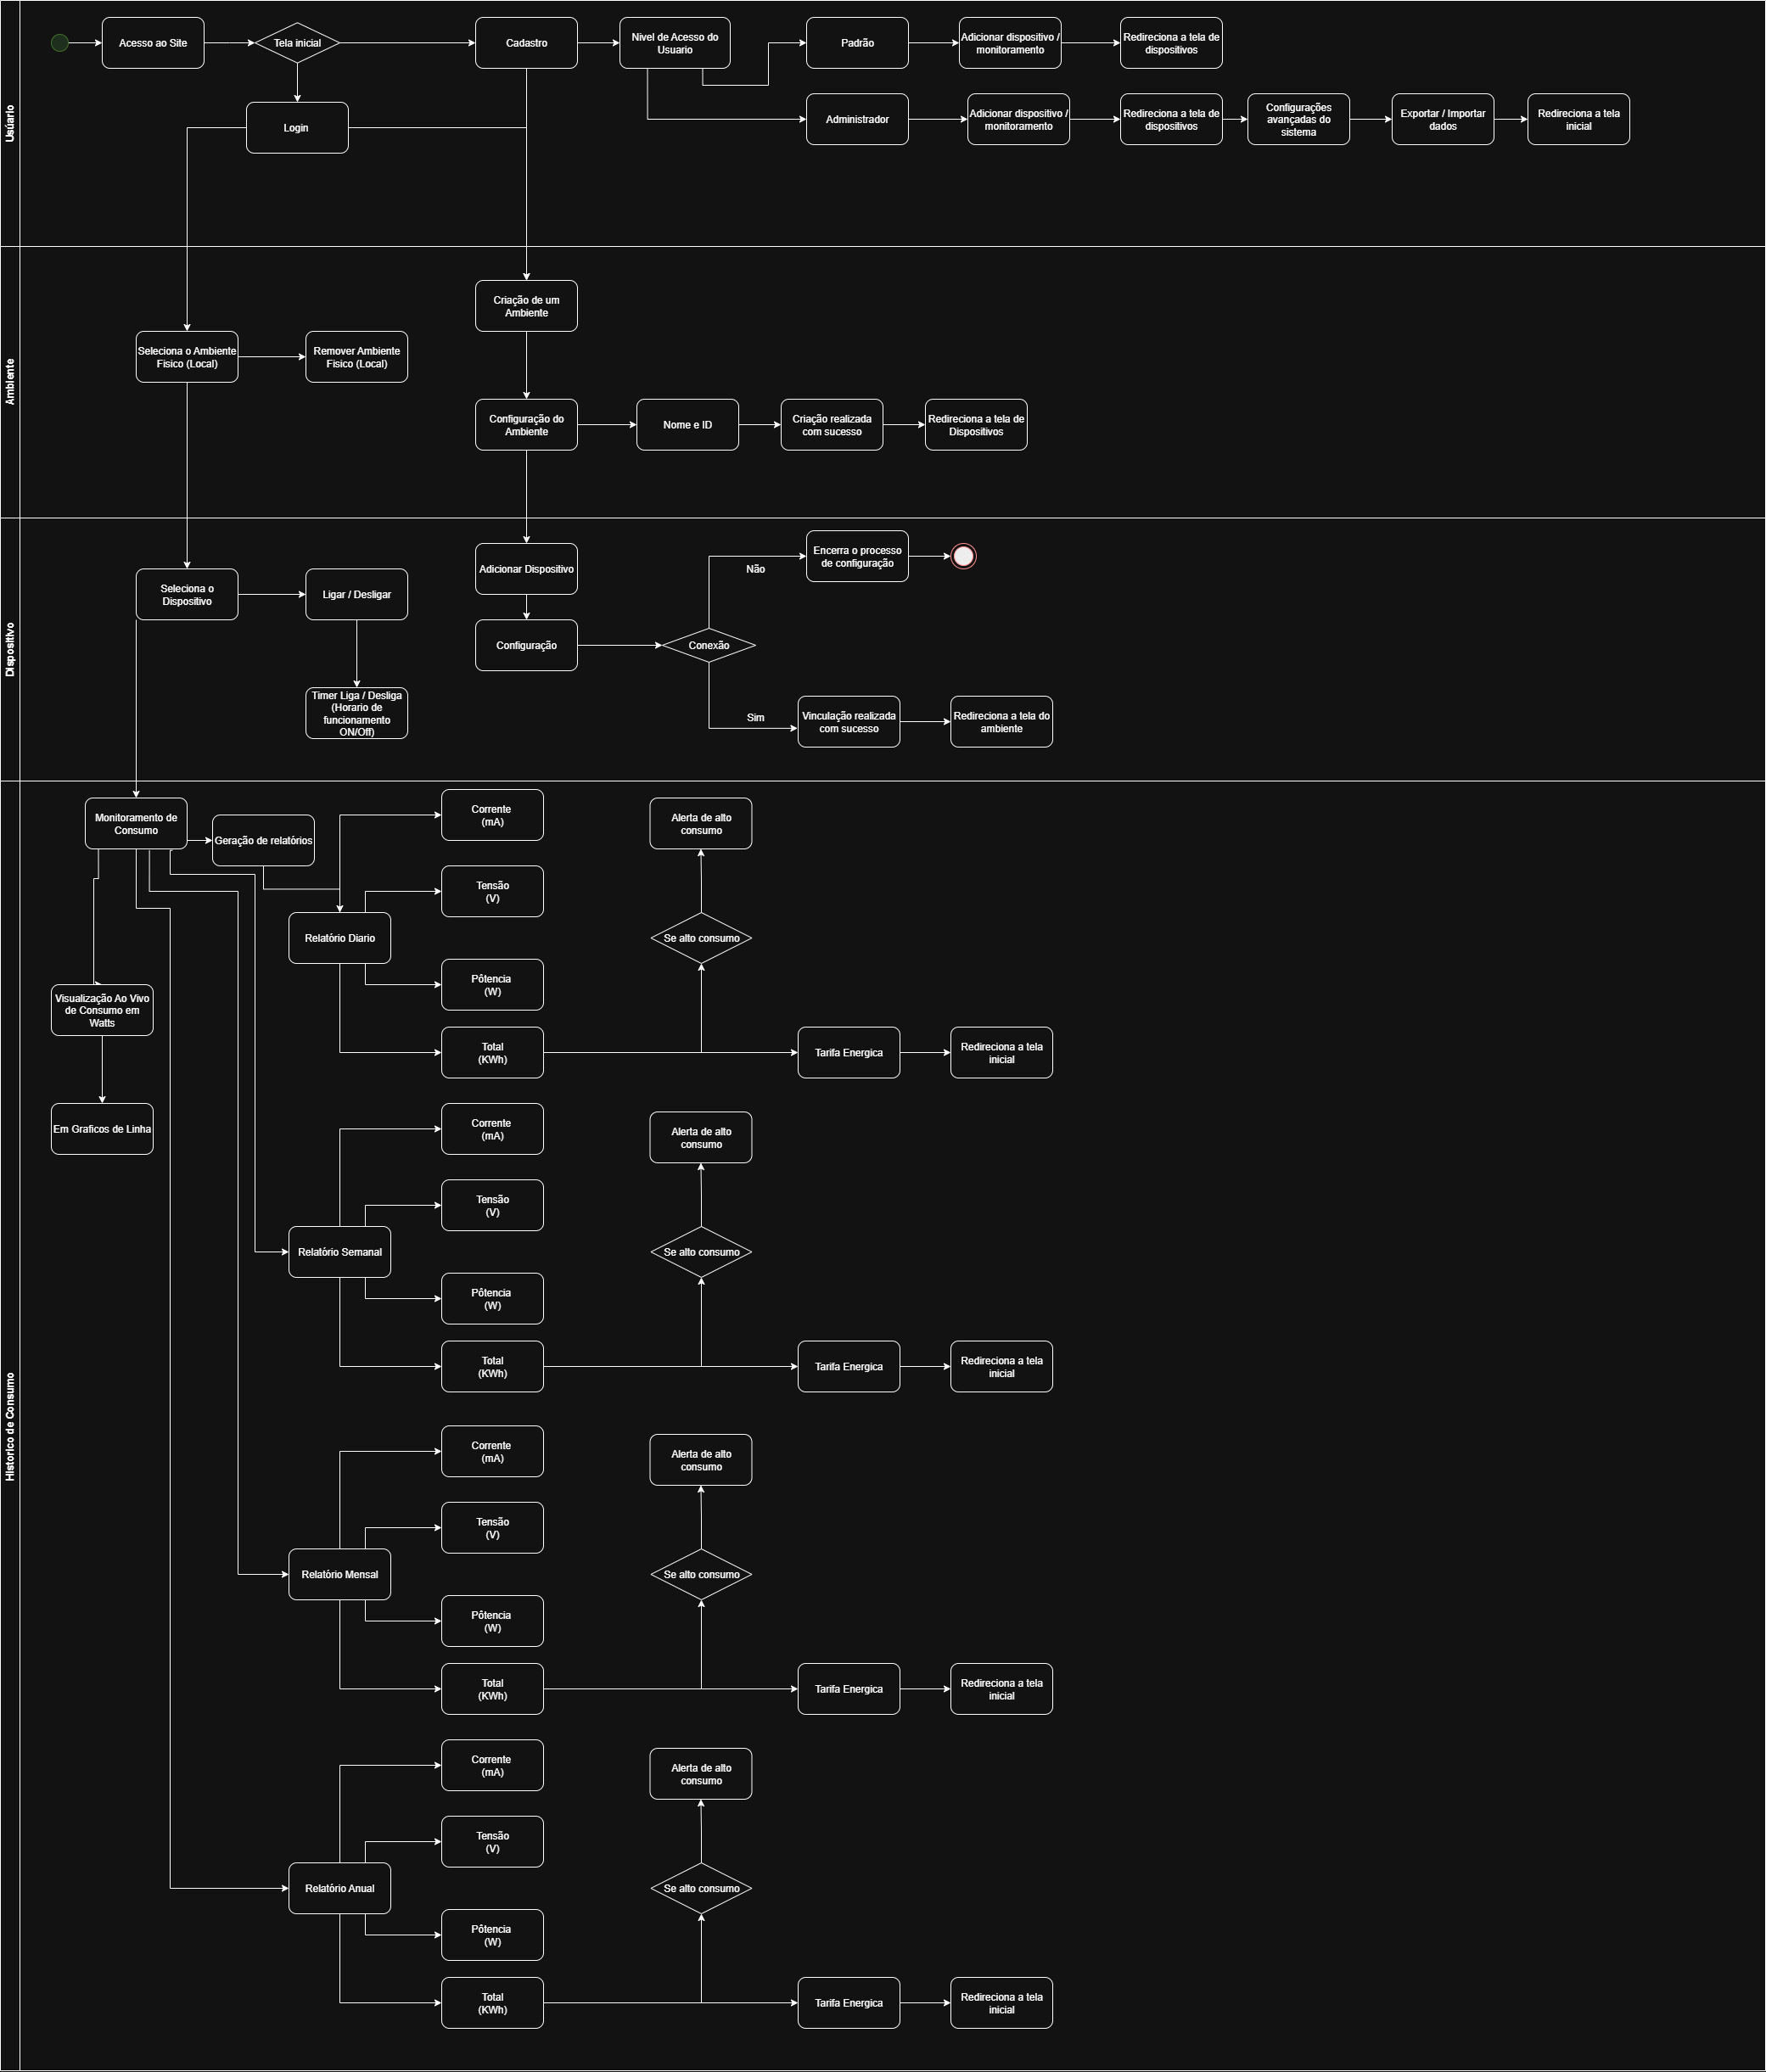 Usúario
Acesso ao Site
Tela inicial
Cadastro
Nivel de Acesso do
Usuario
Padrão
Adicionar dispositivo /
monitoramento
Redireciona a tela de
dispositivos
Login
Administrador
Adicionar dispositivo /
monitoramento
Redireciona a tela de
dispositivos
Configurações
avançadas do
sistema
Exportar / Importar
dados
Redireciona a tela
inicial
Ambiente
Criação de um
Ambiente
Seleciona o Ambiente
Fisico (Local)
Remover Ambiente
Fisico (Local)
Configuração do
Ambiente
Nome e ID
Criação realizada
com sucesso
Redireciona a tela de
Dispositivos
Dispositivo
Adicionar Dispositivo
Não
Encerra o processo
de configuração
Seleciona o
Dispositivo
Ligar / Desligar
Configuração
Conexão
Timer Liga / Desliga
(Horario de
funcionamento
ON/Off)
Sim
Vinculação realizada
com sucesso
Redireciona a tela do
ambiente
Historico de Consumo
Monitoramento de
Consumo
Geração de relatórios
Corrente
(mA)
Alerta de alto
consumo
Tensão
(V)
Relatório Diario
Se alto consumo
Pôtencia
(W)
Visualização Ao Vivo
de Consumo em
Watts
Total
(KWh)
Tarifa Energica
Redireciona a tela
inicial
Em Graficos de Linha
Corrente
(mA)
Alerta de alto
consumo
Tensão
(V)
Relatório Semanal
Se alto consumo
Pôtencia
(W)
Total
(KWh)
Tarifa Energica
Redireciona a tela
inicial
Corrente
(mA)
Alerta de alto
consumo
Tensão
(V)
Relatório Mensal
Se alto consumo
Pôtencia
(W)
Total
(KWh)
Tarifa Energica
Redireciona a tela
inicial
Corrente
(mA)
Alerta de alto
consumo
Tensão
(V)
Relatório Anual
Se alto consumo
Pôtencia
(W)
Total
(KWh)
Tarifa Energica
Redireciona a tela
inicial